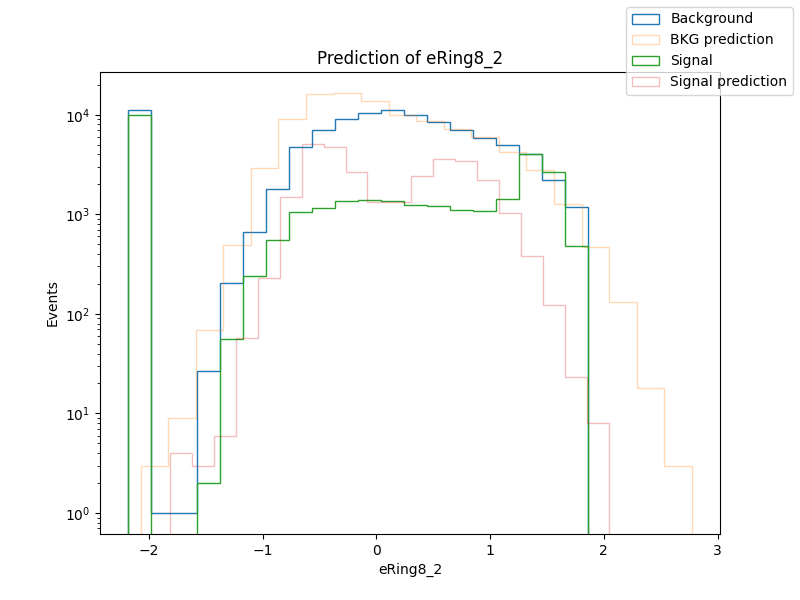 Background
BKG prediction
Signal
Signal prediction
Prediction of eRing8_2
10⁴
10³
10²
10¹
10⁰
Events
−2 −1 0 1 2 3
eRing8_2